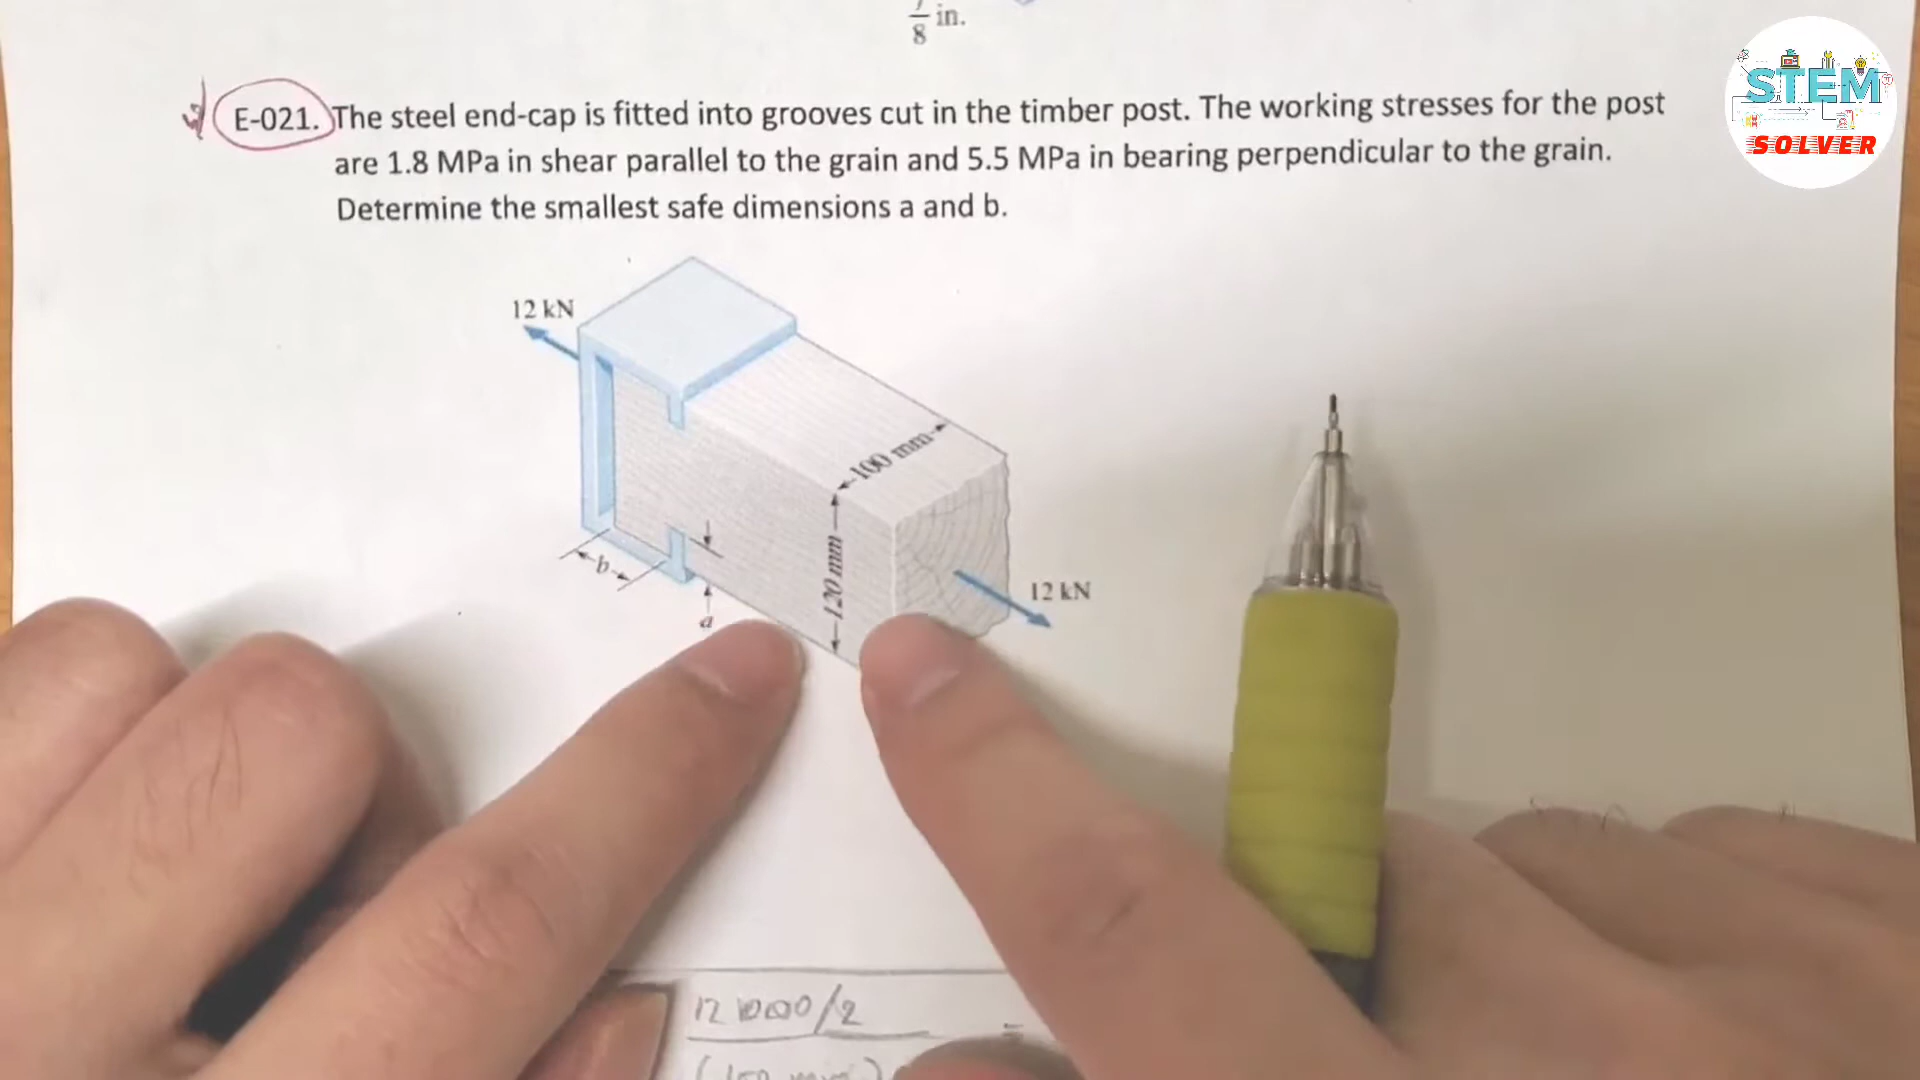 7/8 in.
STEM
SOLVER
E-021. The steel end-cap is fitted into grooves cut in the timber post. The working stresses for the post
are 1.8 MPa in shear parallel to the grain and 5.5 MPa in bearing perpendicular to the grain.
Determine the smallest safe dimensions a and b.
12 kN
100 mm
120 mm
b
12 kN
a
=